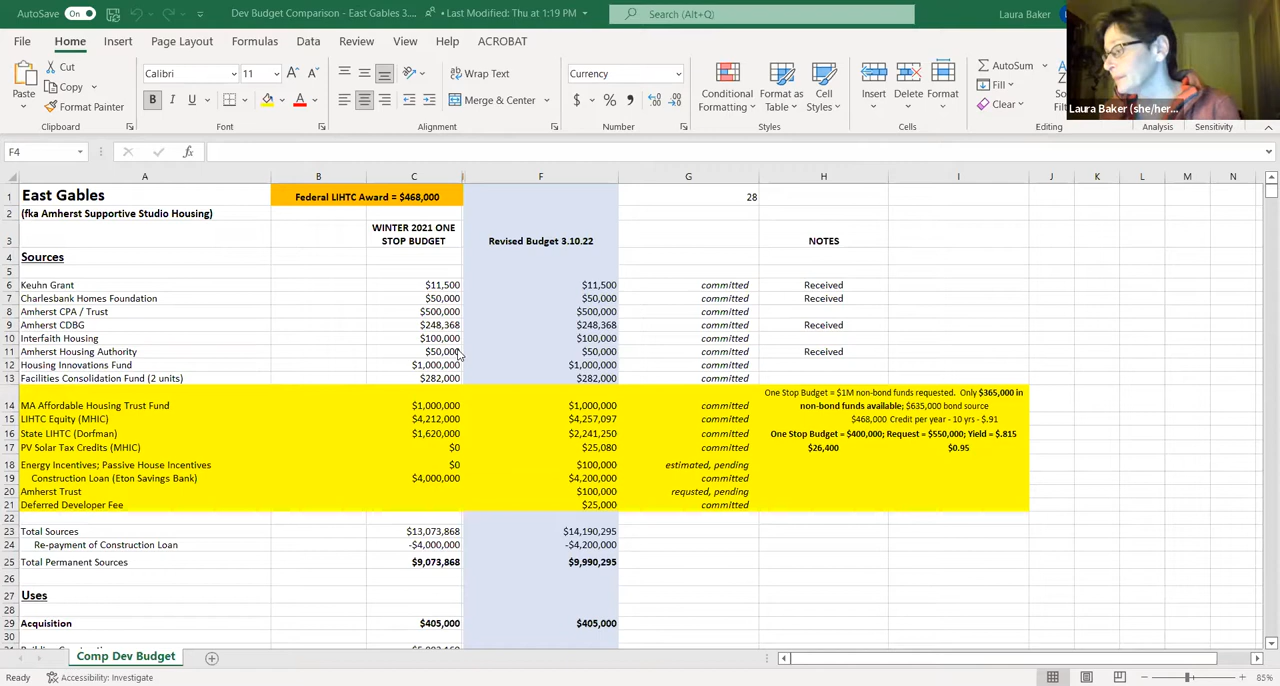 AutoSave On Dev Budget Comparison - East Gables 3.... • Last Modified: Thu at 1:19 PM Search (Alt+Q) Laura Baker
File Home Insert Page Layout Formulas Data Review View Help ACROBAT
Paste Cut Copy Format Painter
Calibri 11 Wrap Text Merge & Center
Currency
Conditional Formatting Format as Table Cell Styles
Insert Delete Format
AutoSum Fill Clear
Laura Baker (she/her...
Clipboard Font Alignment Number Styles Cells Editing Analysis Sensitivity
F4
A B C F G H I J K L M N
1 East Gables Federal LIHTC Award = $468,000 28
2 (fka Amherst Supportive Studio Housing)
3 WINTER 2021 ONE STOP BUDGET Revised Budget 3.10.22 NOTES
4 Sources
5
6 Keuhn Grant $11,500 $11,500 committed Received
7 Charlesbank Homes Foundation $50,000 $50,000 committed Received
8 Amherst CPA / Trust $500,000 $500,000 committed
9 Amherst CDBG $248,368 $248,368 committed Received
10 Interfaith Housing $100,000 $100,000 committed
11 Amherst Housing Authority $50,000 $50,000 committed Received
12 Housing Innovations Fund $1,000,000 $1,000,000 committed
13 Facilities Consolidation Fund (2 units) $282,000 $282,000 committed
One Stop Budget = $1M non-bond funds requested. Only $365,000 in
14 MA Affordable Housing Trust Fund $1,000,000 $1,000,000 committed non-bond funds available; $635,000 bond source
15 LIHTC Equity (MHIC) $4,212,000 $4,257,097 committed $468,000 Credit per year - 10 yrs - $.91
16 State LIHTC (Dorfman) $1,620,000 $2,241,250 committed One Stop Budget = $400,000; Request = $550,000; Yield = $.815
17 PV Solar Tax Credits (MHIC) $0 $25,080 committed $26,400 $0.95
18 Energy Incentives; Passive House Incentives $0 $100,000 estimated, pending
19 Construction Loan (Eton Savings Bank) $4,000,000 $4,200,000 committed
20 Amherst Trust $100,000 requsted, pending
21 Deferred Developer Fee $25,000 committed
22
23 Total Sources $13,073,868 $14,190,295
24 Re-payment of Construction Loan -$4,000,000 -$4,200,000
25 Total Permanent Sources $9,073,868 $9,990,295
26
27 Uses
28
29 Acquisition $405,000 $405,000
30
Comp Dev Budget
Ready Accessibility: Investigate 85%